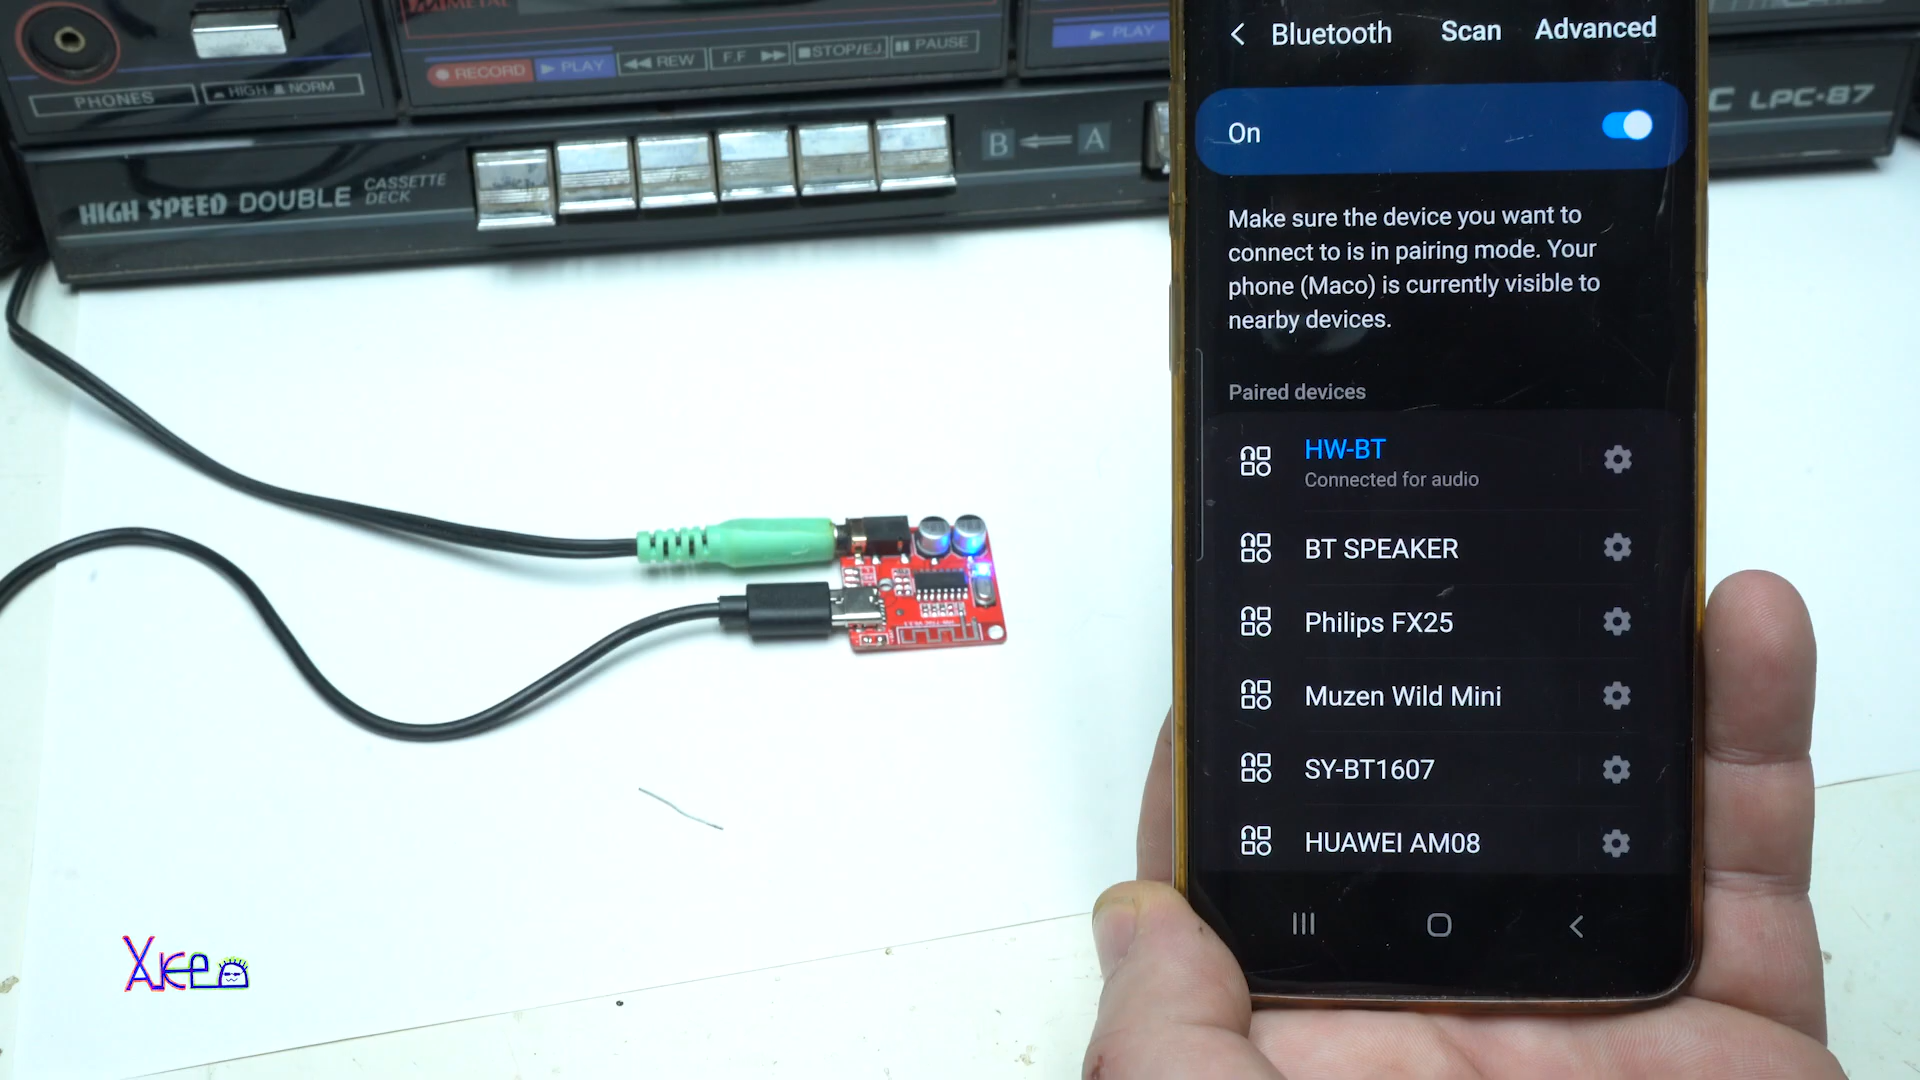 METAL
RECORD
PLAY
REW
F.F
STOP/EJ
PAUSE
PLAY
PHONES
HIGH NORM
HIGH SPEED DOUBLE CASSETTE
DECK
B A
C LPC-87
Bluetooth Scan Advanced
On
Make sure the device you want to
connect to is in pairing mode. Your
phone (Maco) is currently visible to
nearby devices.
Paired devices
HW-BT
Connected for audio
BT SPEAKER
Philips FX25
Muzen Wild Mini
SY-BT1607
HUAWEI AM08